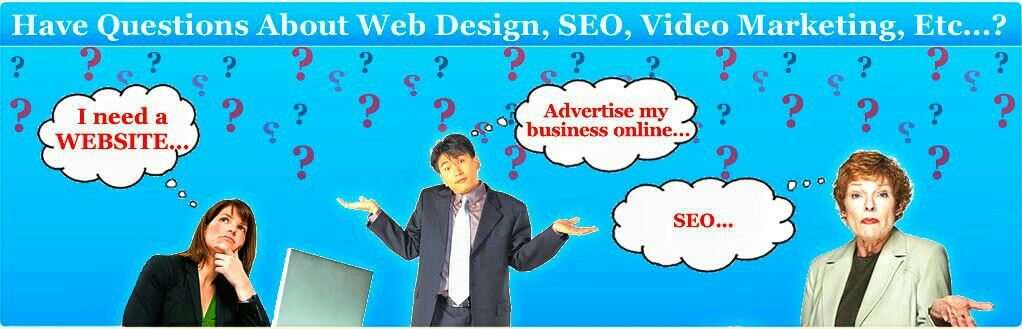 Have Questions About Web Design, SEO, Video Marketing, Etc...?
I need a
WEBSITE...
Advertise my
business online...
SEO...